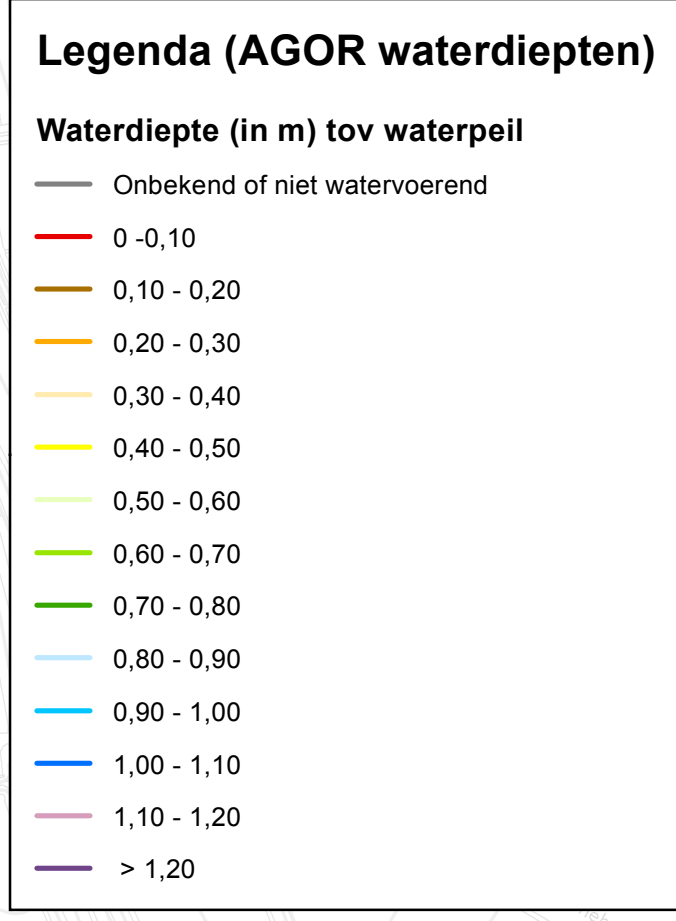 Legenda (AGOR waterdiepten)
Waterdiepte (in m) tov waterpeil
Onbekend of niet watervoerend
0 -0,10
0,10 - 0,20
0,20 - 0,30
0,30 - 0,40
0,40 - 0,50
0,50 - 0,60
0,60 - 0,70
0,70 - 0,80
0,80 - 0,90
0,90 - 1,00
1,00 - 1,10
1,10 - 1,20
> 1,20